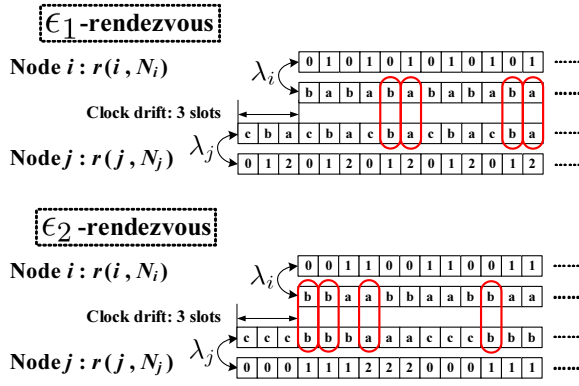 ϵ1-rendezvous
Node i : r(i , Ni) 0 1 0 1 0 1 0 1 0 1 0 1 ......
λi b a b a b a b a b a b a ......
Clock drift: 3 slots
λj c b a c b a c b a c b a c b a ......
Node j : r(j , Nj) 0 1 2 0 1 2 0 1 2 0 1 2 0 1 2 ......
ϵ2-rendezvous
Node i : r(i , Ni) 0 0 1 1 0 0 1 1 0 0 1 1 ......
λi b b a a b b a a b b a a ......
Clock drift: 3 slots
λj c c c b b b a a a c c c b b b ......
Node j : r(j , Nj) 0 0 0 1 1 1 2 2 2 0 0 0 1 1 1 ......